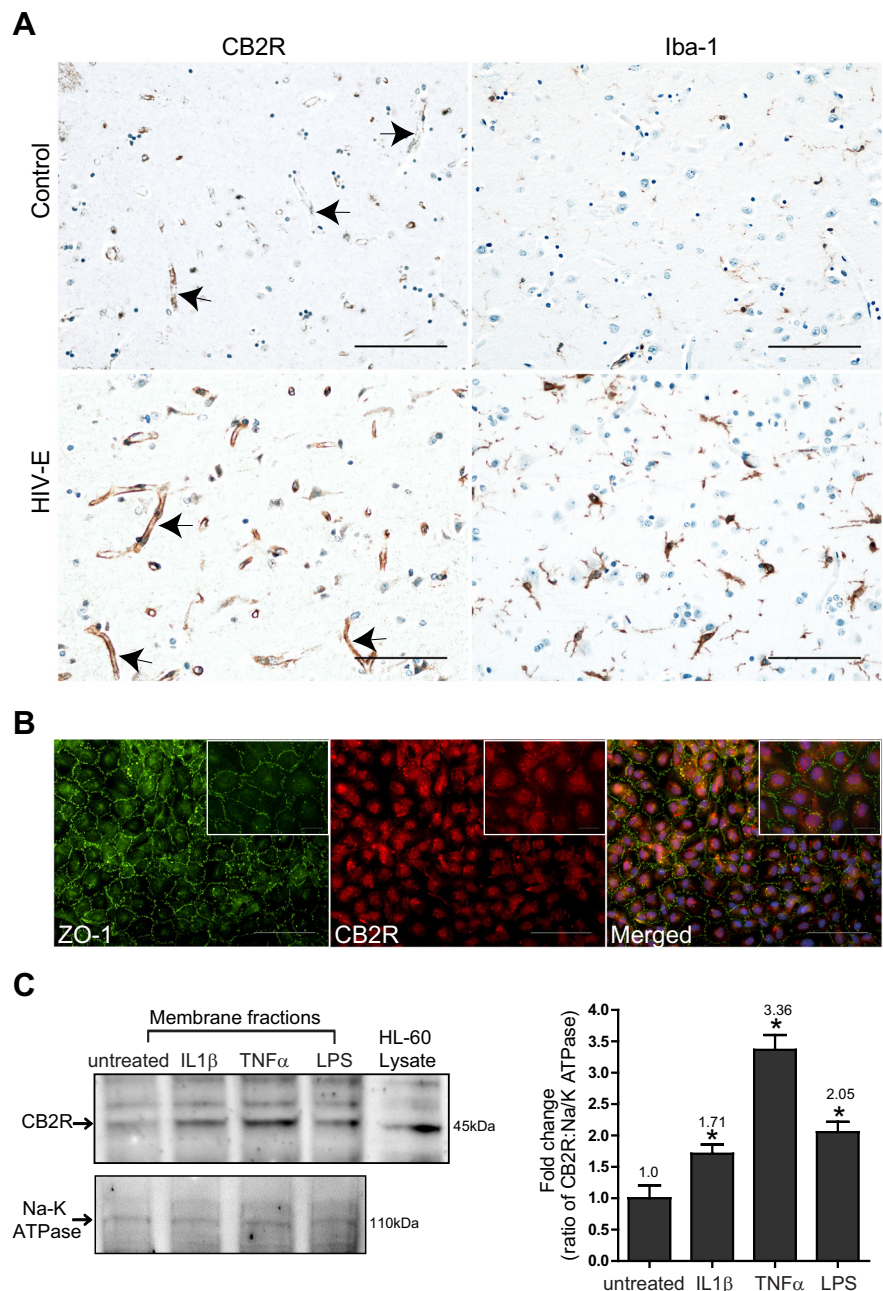 A
CB2R
Iba-1
Control
HIV-E
B
ZO-1
CB2R
Merged
C
Membrane fractions
HL-60
Lysate
untreated IL1β TNFα LPS
CB2R
45kDa
Na-K
ATPase
110kDa
Fold change
(ratio of CB2R:Na/K ATPase)
4.0
3.5
3.0
2.5
2.0
1.5
1.0
0.5
0.0
1.0
1.71
*
3.36
*
2.05
*
untreated IL1β TNFα LPS